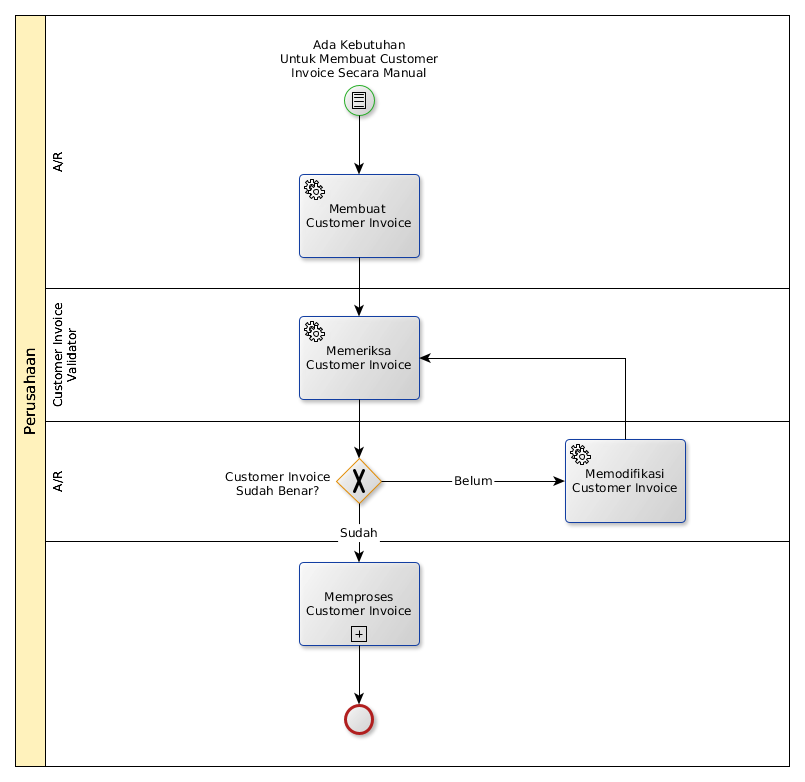 Perusahaan
A/R
Ada Kebutuhan
Untuk Membuat Customer
Invoice Secara Manual
Membuat
Customer Invoice
Customer Invoice
Validator
Memeriksa
Customer Invoice
A/R
Customer Invoice
Sudah Benar?
Belum
Memodifikasi
Customer Invoice
Sudah
Memproses
Customer Invoice